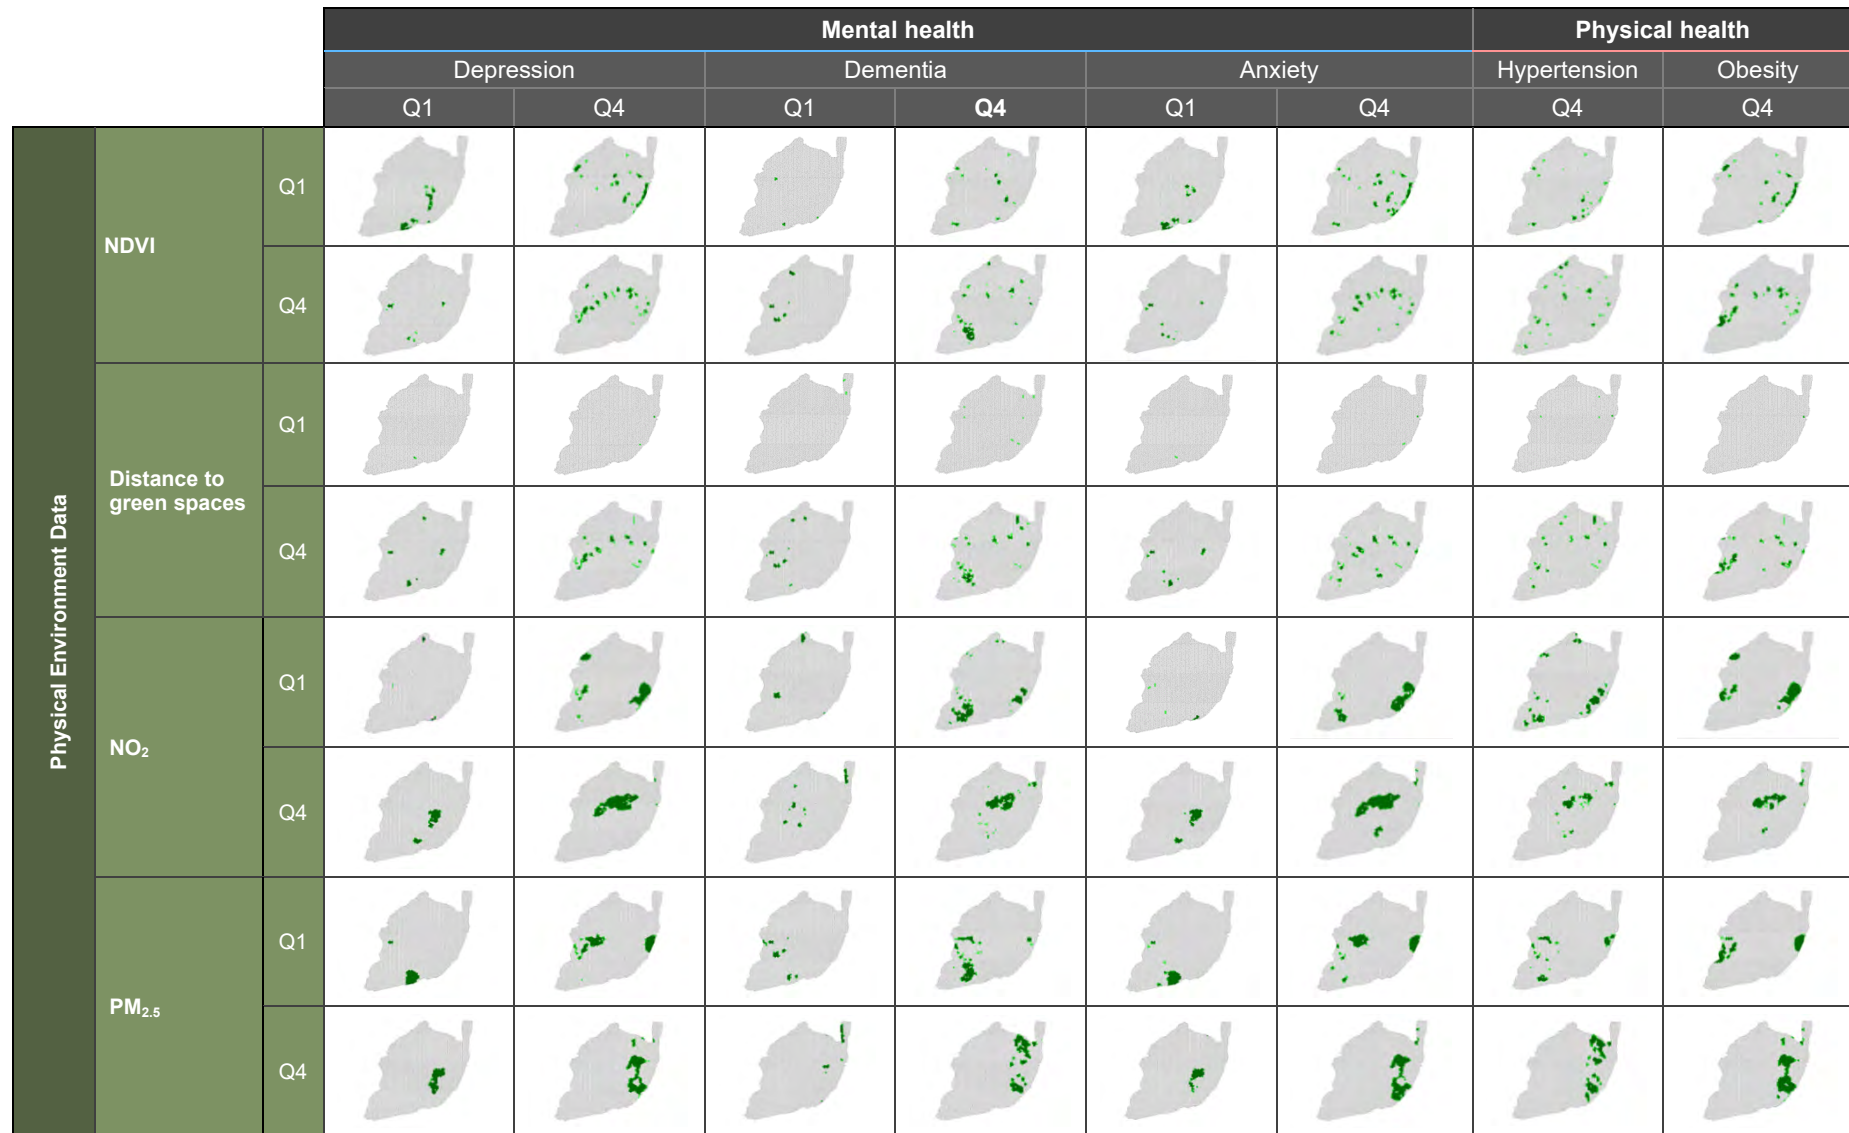 Mental health Physical health
Depression Dementia Anxiety Hypertension Obesity
Q1 Q4 Q1 Q4 Q1 Q4 Q4 Q4
Physical Environment Data
NDVI
Q1
Q4
Distance to
green spaces
Q1
Q4
NO₂
Q1
Q4
PM₂.₅
Q1
Q4